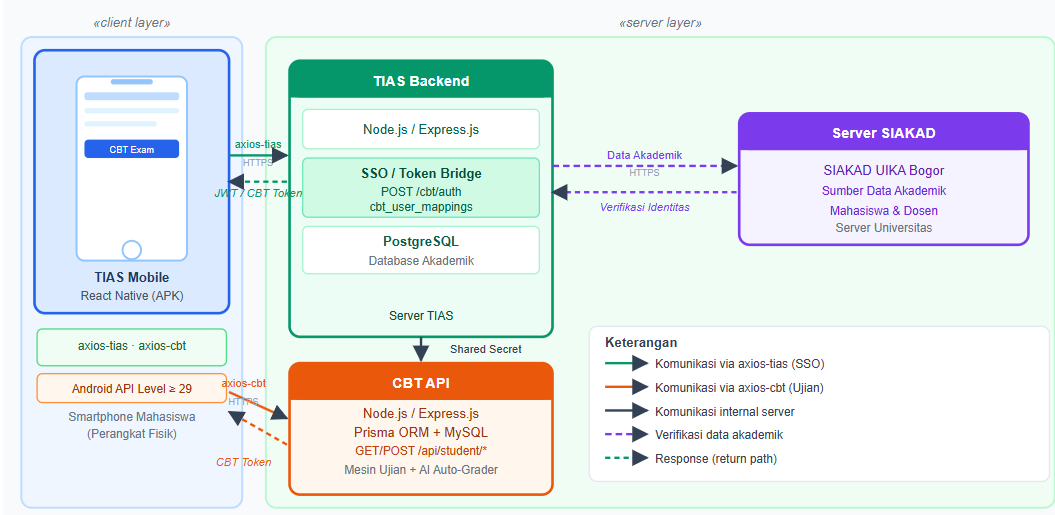 «client layer»
«server layer»
CBT Exam
TIAS Mobile
React Native (APK)
axios-tias · axios-cbt
Android API Level ≥ 29
Smartphone Mahasiswa
(Perangkat Fisik)
axios-tias
HTTPS
JWT / CBT Token
axios-cbt
HTTPS
CBT Token
TIAS Backend
Node.js / Express.js
SSO / Token Bridge
POST /cbt/auth
cbt_user_mappings
PostgreSQL
Database Akademik
Server TIAS
Shared Secret
CBT API
Node.js / Express.js
Prisma ORM + MySQL
GET/POST /api/student/*
Mesin Ujian + AI Auto-Grader
Data Akademik
HTTPS
Verifikasi Identitas
Server SIAKAD
SIAKAD UIKA Bogor
Sumber Data Akademik
Mahasiswa & Dosen
Server Universitas
Keterangan
Komunikasi via axios-tias (SSO)
Komunikasi via axios-cbt (Ujian)
Komunikasi internal server
Verifikasi data akademik
Response (return path)